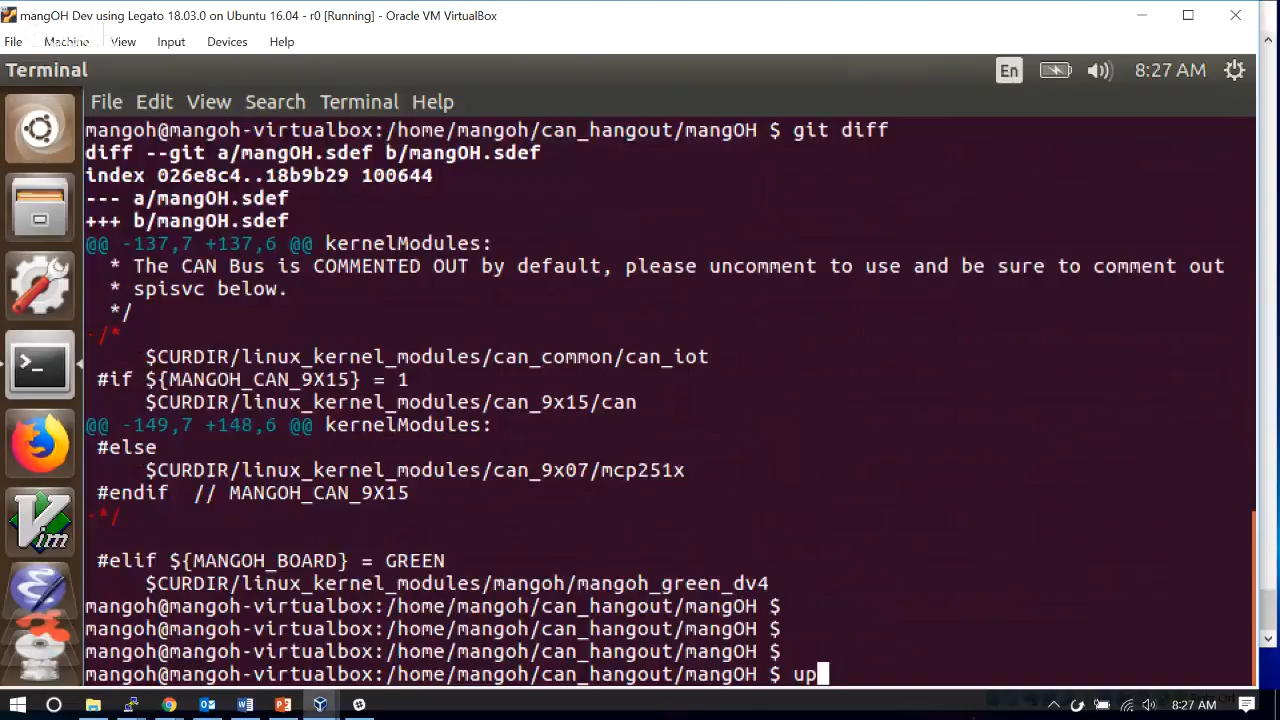 mangOH Dev using Legato 18.03.0 on Ubuntu 16.04 - r0 [Running] - Oracle VM VirtualBox
File Machine View Input Devices Help
Terminal En 8:27 AM
File Edit View Search Terminal Help
mangoh@mangoh-virtualbox:/home/mangoh/can_hangout/mangOH $ git diff
diff --git a/mangOH.sdef b/mangOH.sdef
index 026e8c4..18b9b29 100644
--- a/mangOH.sdef
+++ b/mangOH.sdef
@@ -137,7 +137,6 @@ kernelModules:
* The CAN Bus is COMMENTED OUT by default, please uncomment to use and be sure to comment out
* spisvc below.
*/
-/*
$CURDIR/linux_kernel_modules/can_common/can_iot
#if ${MANGOH_CAN_9X15} = 1
$CURDIR/linux_kernel_modules/can_9x15/can
@@ -149,7 +148,6 @@ kernelModules:
#else
$CURDIR/linux_kernel_modules/can_9x07/mcp251x
#endif // MANGOH_CAN_9X15
-*/
#elif ${MANGOH_BOARD} = GREEN
$CURDIR/linux_kernel_modules/mangoh/mangoh_green_dv4
mangoh@mangoh-virtualbox:/home/mangoh/can_hangout/mangOH $
mangoh@mangoh-virtualbox:/home/mangoh/can_hangout/mangOH $
mangoh@mangoh-virtualbox:/home/mangoh/can_hangout/mangOH $
mangoh@mangoh-virtualbox:/home/mangoh/can_hangout/mangOH $ up
Vim
8:27 AM